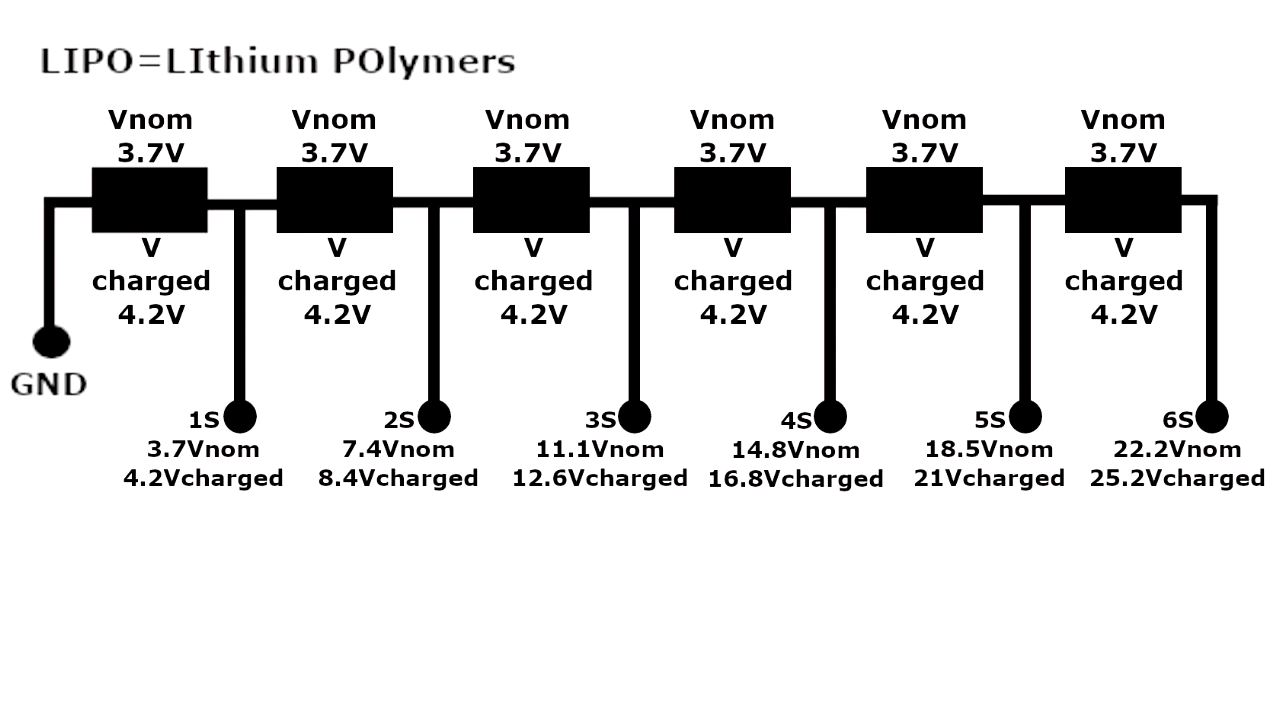 LIPO=LIthium POlymers
Vnom
3.7V
Vnom
3.7V
Vnom
3.7V
Vnom
3.7V
Vnom
3.7V
Vnom
3.7V
V
charged
4.2V
V
charged
4.2V
V
charged
4.2V
V
charged
4.2V
V
charged
4.2V
V
charged
4.2V
GND
1S
3.7Vnom
4.2Vcharged
2S
7.4Vnom
8.4Vcharged
3S
11.1Vnom
12.6Vcharged
4S
14.8Vnom
16.8Vcharged
5S
18.5Vnom
21Vcharged
6S
22.2Vnom
25.2Vcharged